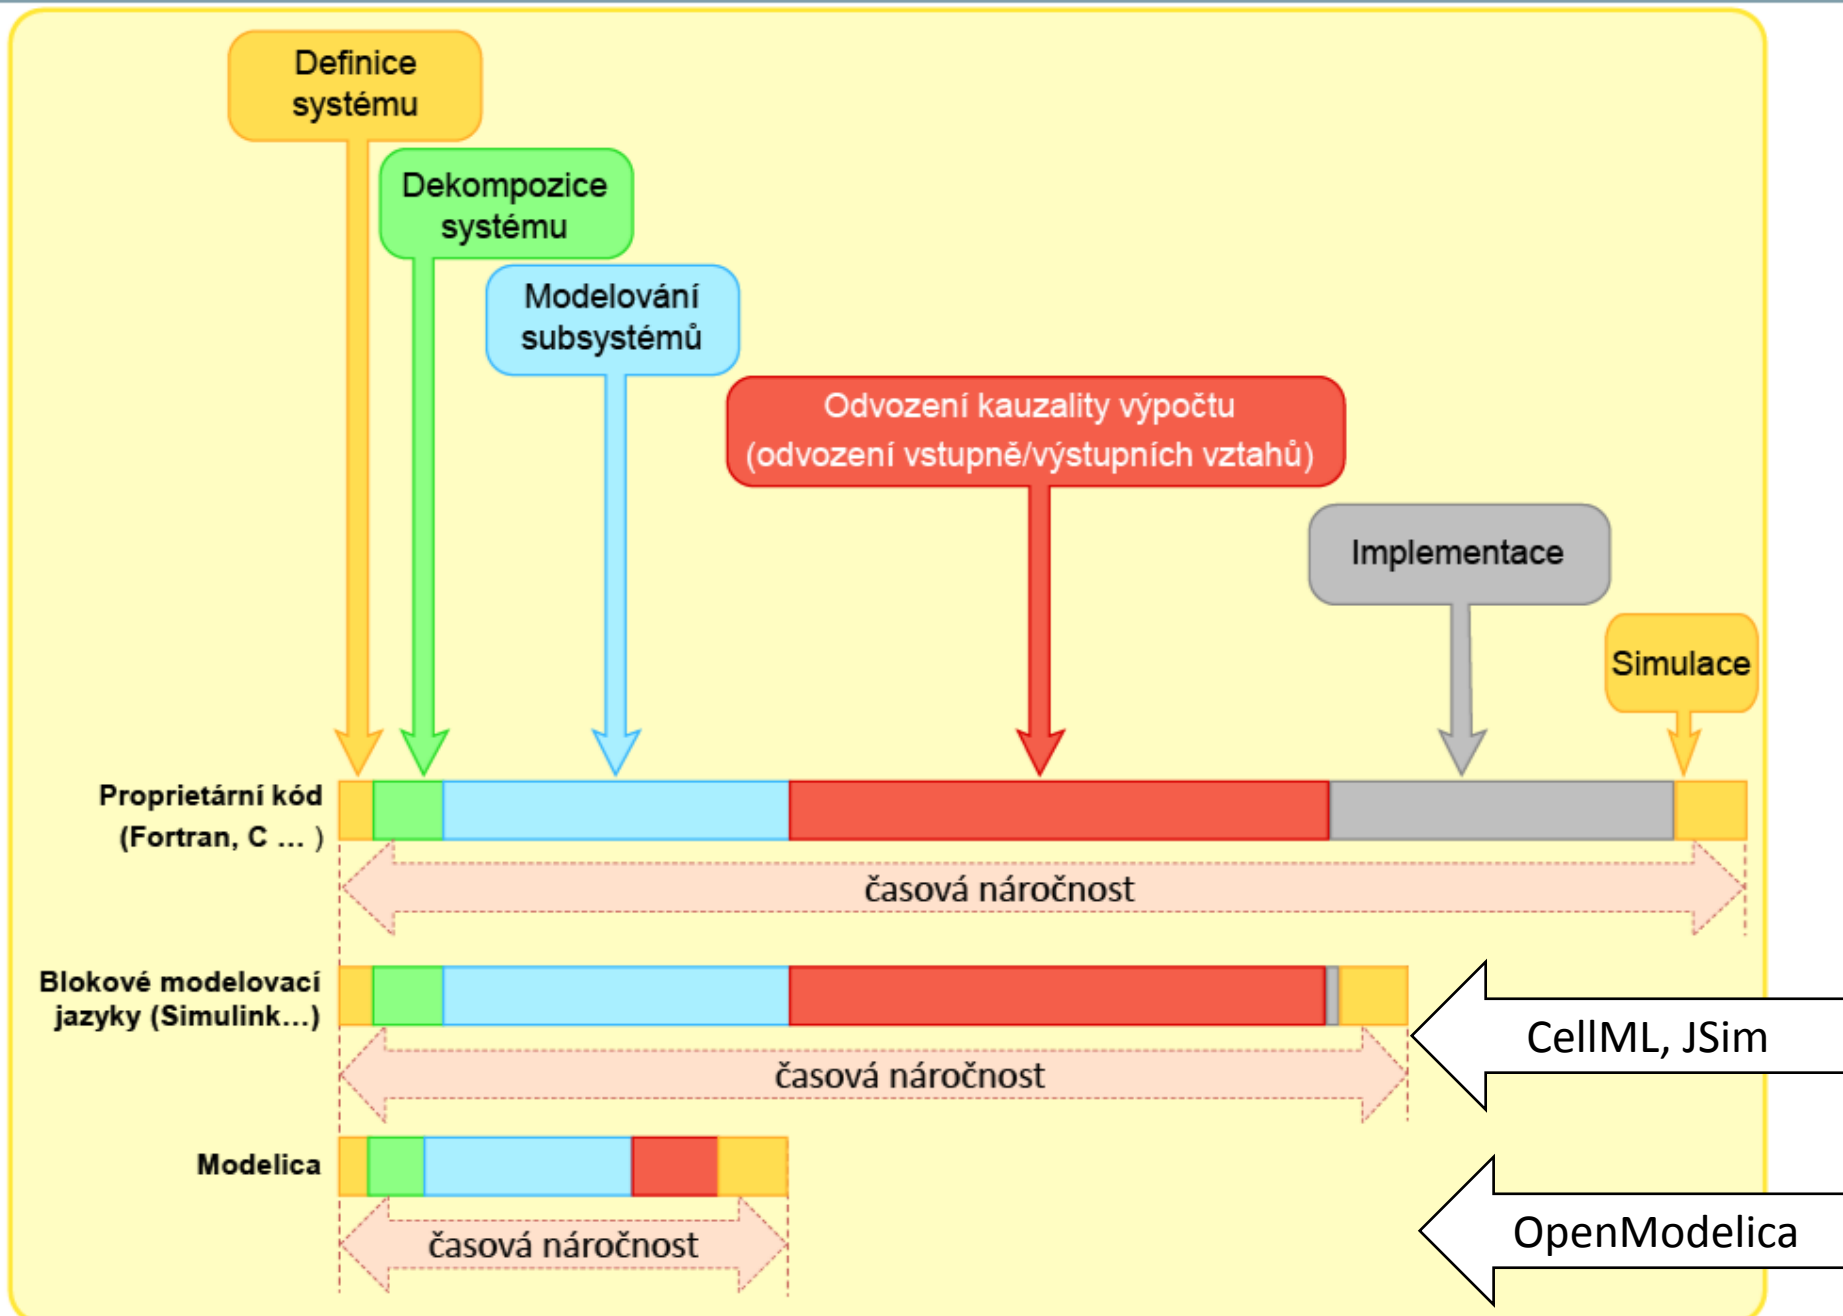 Definice
systému
Dekompozice
systému
Modelování
subsystémů
Odvození kauzality výpočtu
(odvození vstupně/výstupních vztahů)
Implementace
Simulace
Proprietární kód
(Fortran, C ... )
časová náročnost
Blokové modelovací
jazyky (Simulink...)
CellML, JSim
časová náročnost
Modelica
OpenModelica
časová náročnost